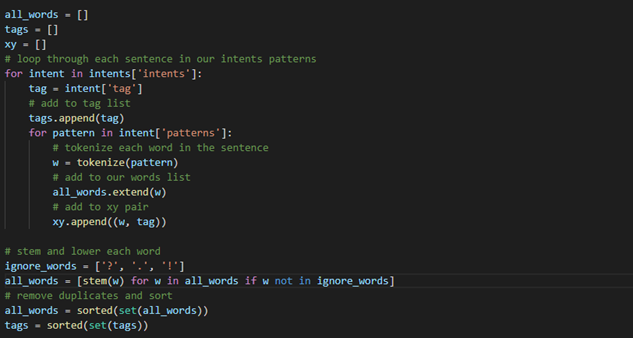 all_words = []
tags = []
xy = []
# loop through each sentence in our intents patterns
for intent in intents['intents']:
    tag = intent['tag']
    # add to tag list
    tags.append(tag)
    for pattern in intent['patterns']:
        # tokenize each word in the sentence
        w = tokenize(pattern)
        # add to our words list
        all_words.extend(w)
        # add to xy pair
        xy.append((w, tag))

# stem and lower each word
ignore_words = ['?', '.', '!']
all_words = [stem(w) for w in all_words if w not in ignore_words]
# remove duplicates and sort
all_words = sorted(set(all_words))
tags = sorted(set(tags))